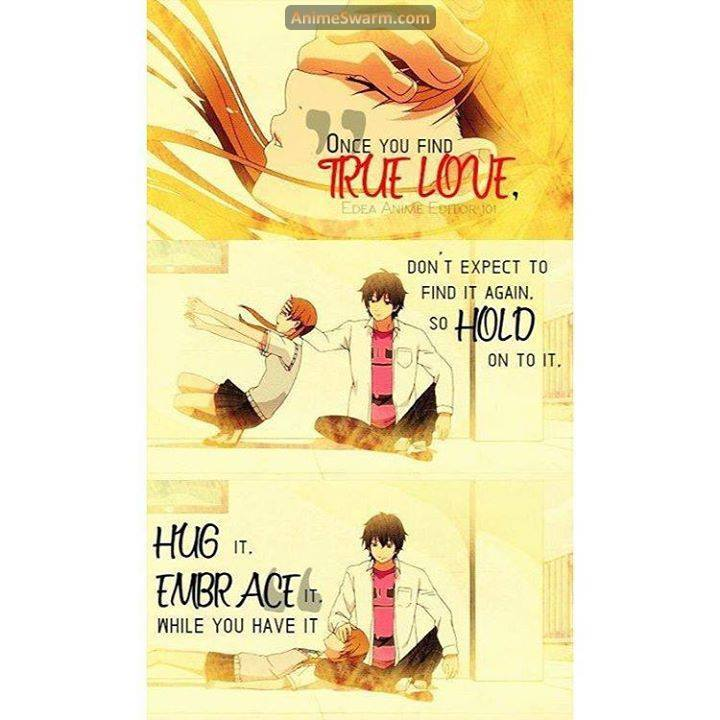 AnimeSwarm.com
ONCE YOU FIND
TRUE LOVE,
EDEA ANIME EDITOR 101
DON'T EXPECT TO
FIND IT AGAIN.
SO HOLD
ON TO IT.
HUG IT.
EMBRACE IT.
WHILE YOU HAVE IT